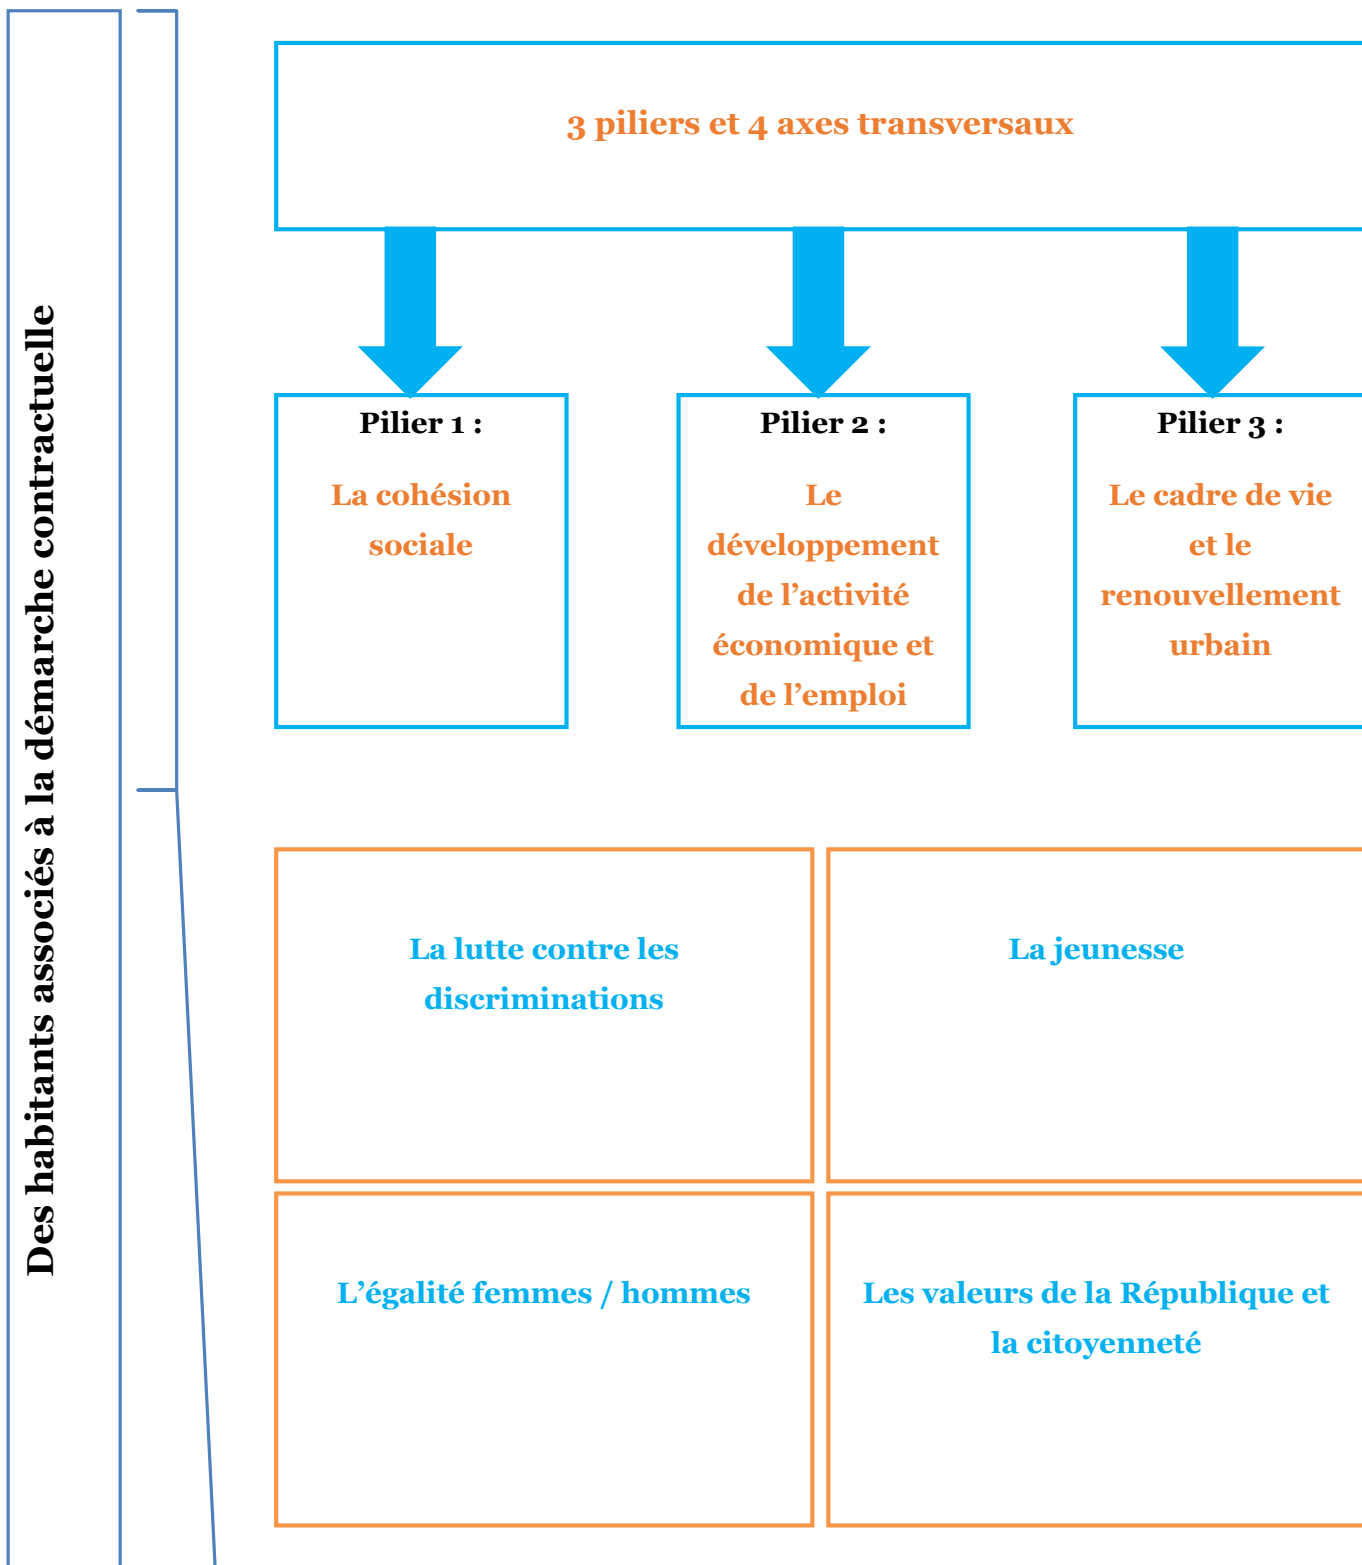 Des habitants associés à la démarche contractuelle
3 piliers et 4 axes transversaux
Pilier 1 :
La cohésion
sociale
Pilier 2 :
Le
développement
de l’activité
économique et
de l’emploi
Pilier 3 :
Le cadre de vie
et le
renouvellement
urbain
La lutte contre les
discriminations
La jeunesse
L’égalité femmes / hommes
Les valeurs de la République et
la citoyenneté